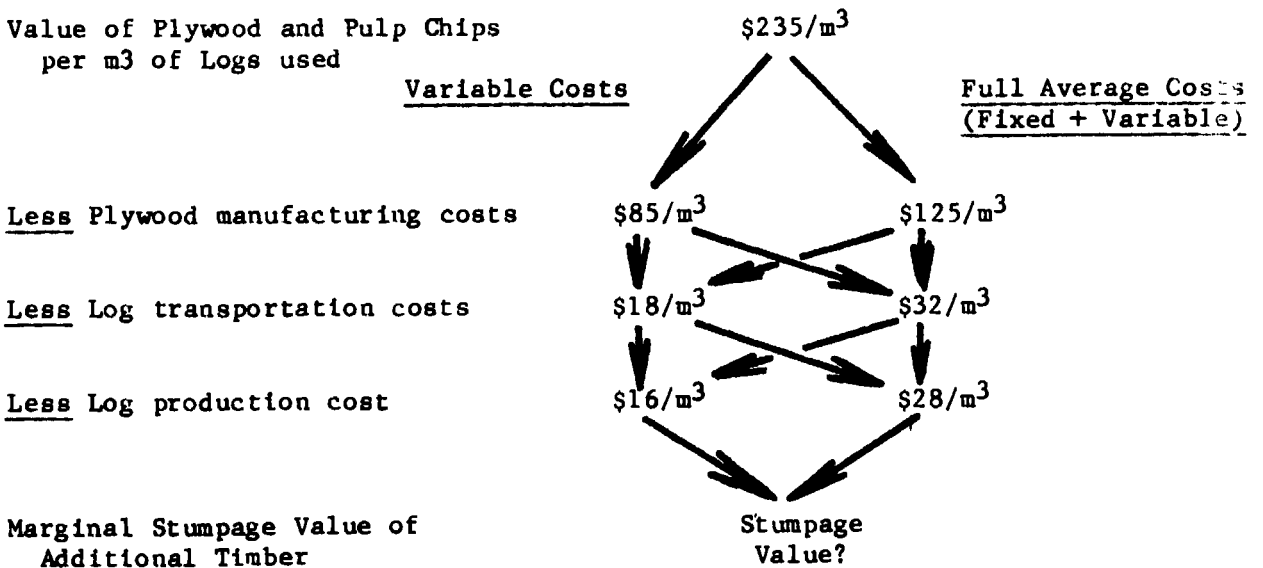 Value of Plywood and Pulp Chips $235/m³
per m3 of Logs used
Variable Costs Full Average Costs
(Fixed + Variable)
Less Plywood manufacturing costs $85/m³ $125/m³
Less Log transportation costs $18/m³ $32/m³
Less Log production cost $16/m³ $28/m³
Marginal Stumpage Value of Stumpage
Additional Timber Value?